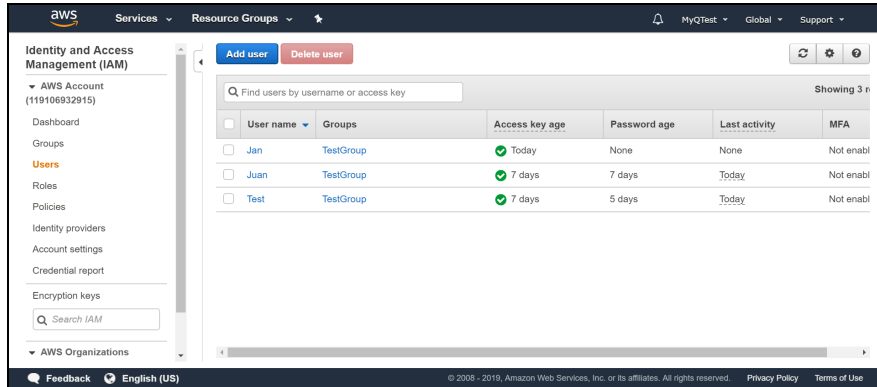 aws Services Resource Groups MyQTest Global Support
Identity and Access
Management (IAM)
AWS Account
(119106932915)
Dashboard
Groups
Users
Roles
Policies
Identity providers
Account settings
Credential report
Encryption keys
Search IAM
AWS Organizations
Add user Delete user
Find users by username or access key Showing 3 re
User name Groups Access key age Password age Last activity MFA
Jan TestGroup Today None None Not enabl
Juan TestGroup 7 days 7 days Today Not enabl
Test TestGroup 7 days 5 days Today Not enabl
Feedback English (US) © 2008 - 2019, Amazon Web Services, Inc. or its affiliates. All rights reserved. Privacy Policy Terms of Use